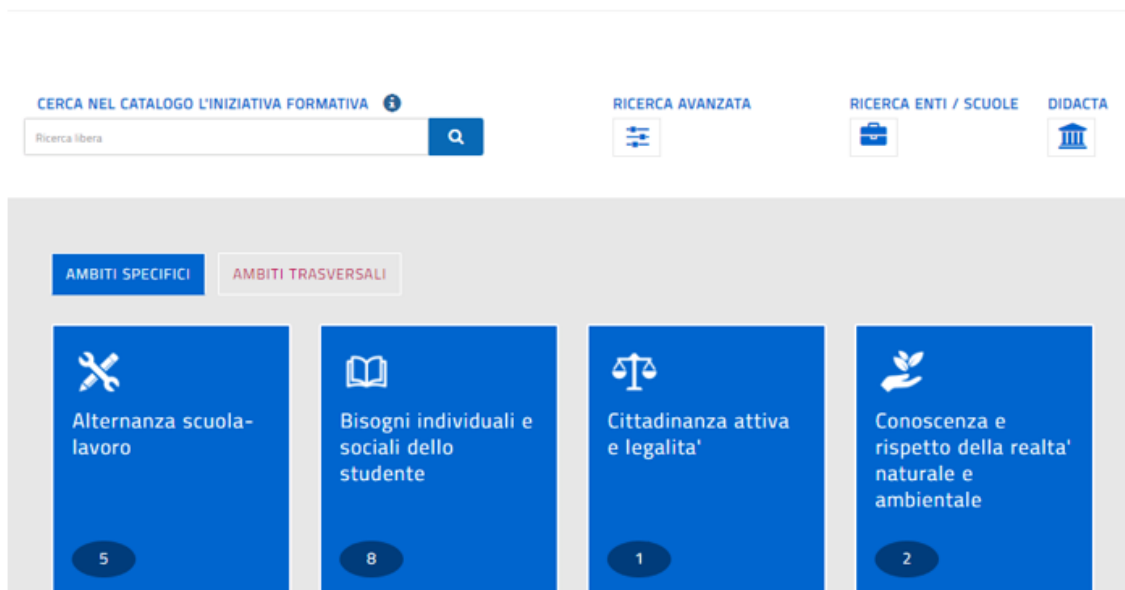 CERCA NEL CATALOGO L'INIZIATIVA FORMATIVA
Ricerca libera
RICERCA AVANZATA
RICERCA ENTI / SCUOLE
DIDACTA
AMBITI SPECIFICI
AMBITI TRASVERSALI
Alternanza scuola-
lavoro
5
Bisogni individuali e
sociali dello
studente
8
Cittadinanza attiva
e legalita'
1
Conoscenza e
rispetto della realta'
naturale e
ambientale
2